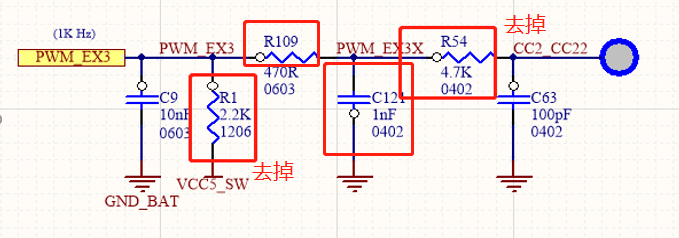 (1K Hz)
PWM_EX3
PWM_EX3
R109
470R
0603
PWM_EX3X
R54
4.7K
0402
去掉
CC2_CC22
C9
10nF
0603
R1
2.2K
1206
C121
1nF
0402
C63
100pF
0402
去掉
VCC5_SW
GND_BAT